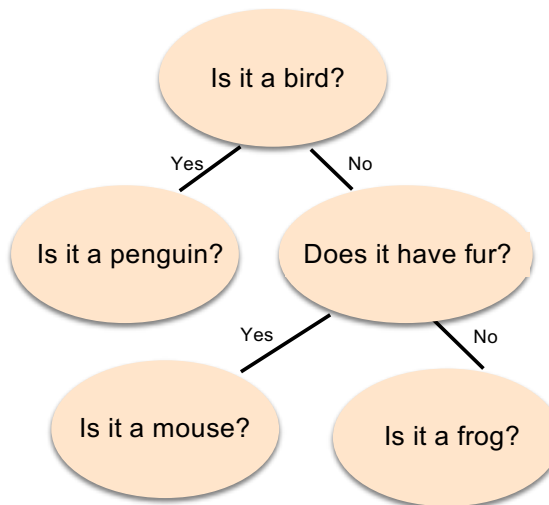 Is it a bird?
Yes
No
Is it a penguin?
Does it have fur?
Yes
No
Is it a mouse?
Is it a frog?